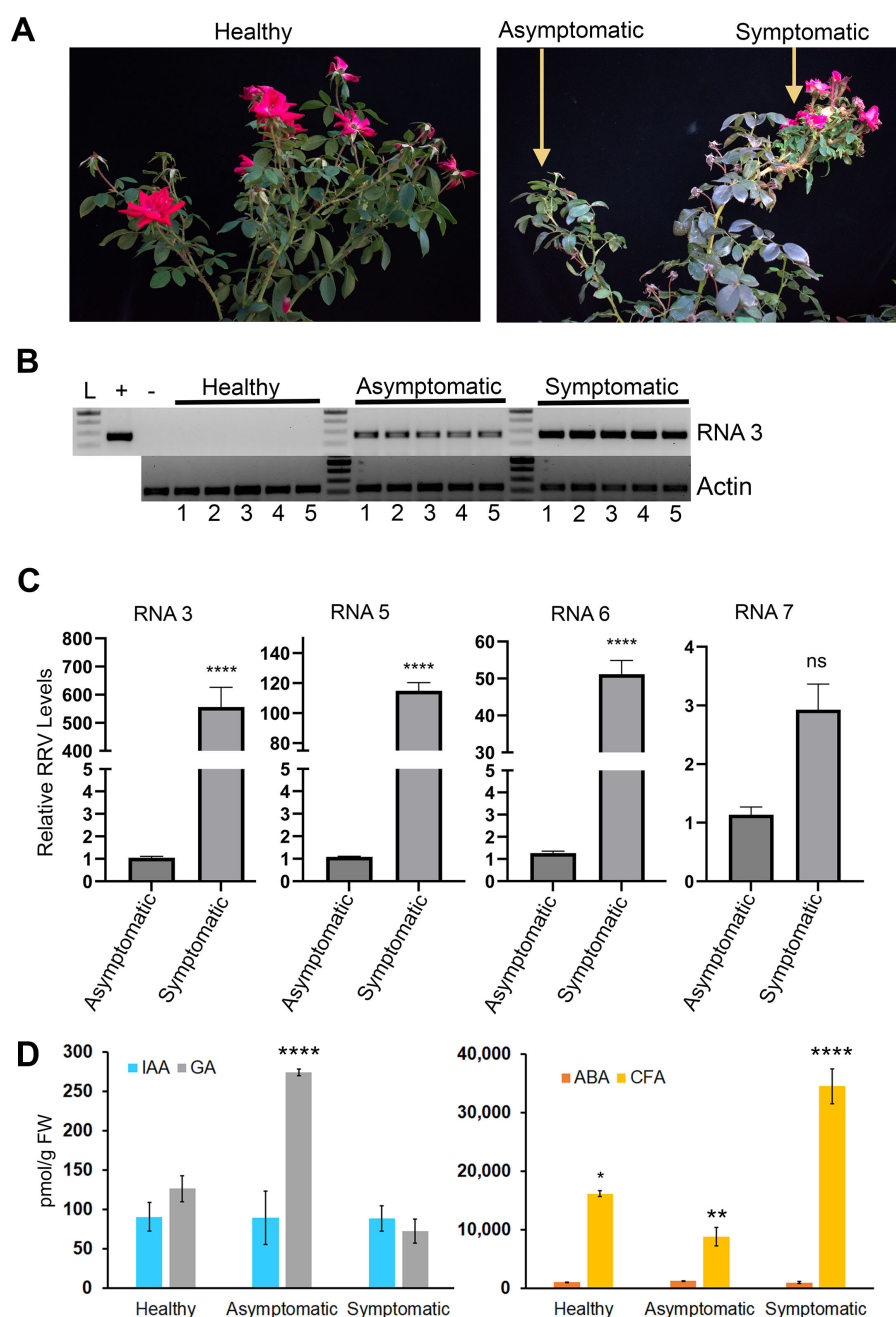 A
Healthy
Asymptomatic
Symptomatic
B
L + - Healthy Asymptomatic Symptomatic
RNA 3
Actin
1 2 3 4 5 1 2 3 4 5 1 2 3 4 5
C
RNA 3
Relative RRV Levels
800
700
600
500
400
5
4
3
2
1
0
****
Asymptomatic
Symptomatic
RNA 5
140
120
100
80
5
4
3
2
1
0
****
Asymptomatic
Symptomatic
RNA 6
60
50
40
30
5
4
3
2
1
0
****
Asymptomatic
Symptomatic
RNA 7
4
3
2
1
0
ns
Asymptomatic
Symptomatic
D
pmol/g FW
300
250
200
150
100
50
0
IAA GA
****
Healthy Asymptomatic Symptomatic
40,000
30,000
20,000
10,000
0
ABA CFA
*
**
****
Healthy Asymptomatic Symptomatic